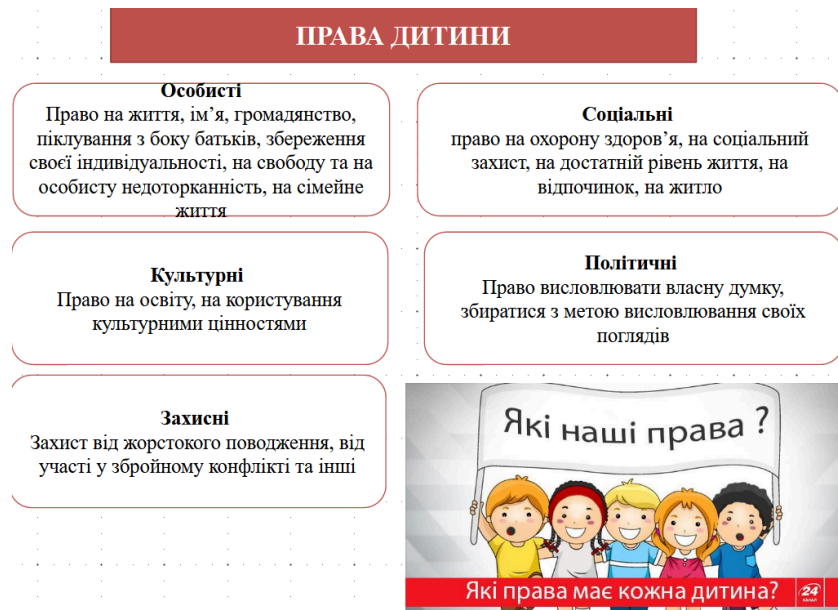 ПРАВА ДИТИНИ
Особисті
Право на життя, ім’я, громадянство,
піклування з боку батьків, збереження
своєї індивідуальності, на свободу та на
особисту недоторканність, на сімейне
життя
Соціальні
право на охорону здоров’я, на соціальний
захист, на достатній рівень життя, на
відпочинок, на житло
Культурні
Право на освіту, на користування
культурними цінностями
Політичні
Право висловлювати власну думку,
збиратися з метою висловлювання своїх
поглядів
Захисні
Захист від жорстокого поводження, від
участі у збройному конфлікті та інші
Які наші права ?
Які права має кожна дитина?
24
КАНАЛ